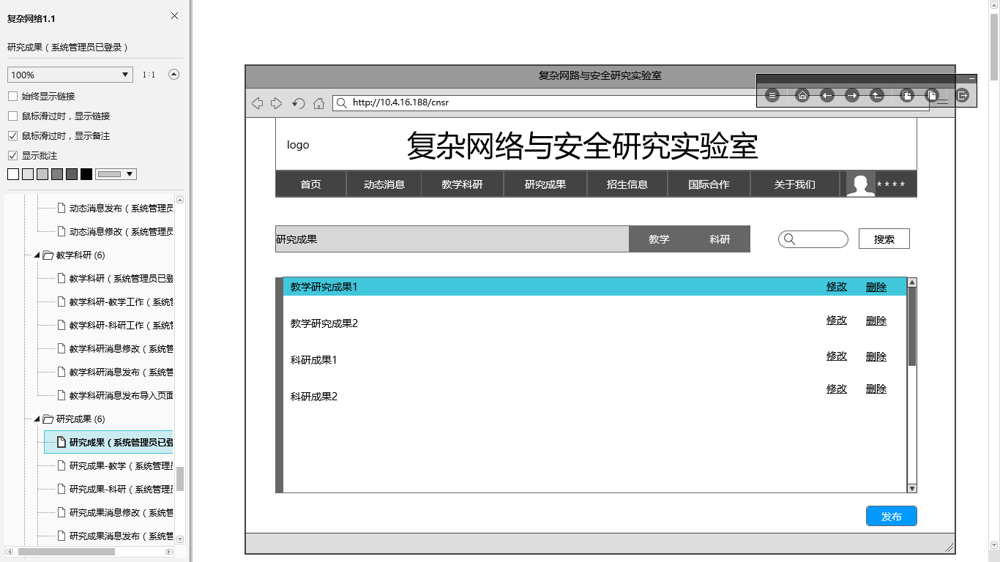 复杂网络1.1
研究成果（系统管理员已登录）
100%
1:1
始终显示链接
鼠标滑过时，显示链接
鼠标滑过时，显示备注
显示批注
动态消息发布（系统管理员
动态消息修改（系统管理员
教学科研 (6)
教学科研（系统管理员已登
教学科研-教学工作（系统
教学科研-科研工作（系统
教学科研消息修改（系统管
教学科研消息发布（系统管
教学科研消息发布导入页面
研究成果 (6)
研究成果（系统管理员已登
研究成果-教学（系统管理
研究成果-科研（系统管理
研究成果消息修改（系统管
研究成果消息发布（系统管
复杂网路与安全研究实验室
http://10.4.16.188/cnsr
logo
复杂网络与安全研究实验室
首页 动态消息 教学科研 研究成果 招生信息 国际合作 关于我们 * * * *
研究成果 教学 科研 搜索
教学研究成果1 修改 删除
教学研究成果2 修改 删除
科研成果1 修改 删除
科研成果2 修改 删除
发布